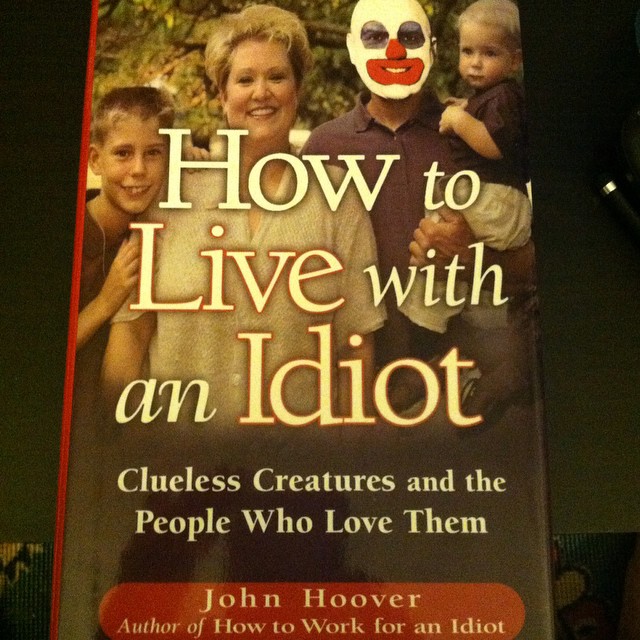 How to
Live with
an Idiot
Clueless Creatures and the
People Who Love Them
John Hoover
Author of How to Work for an Idiot